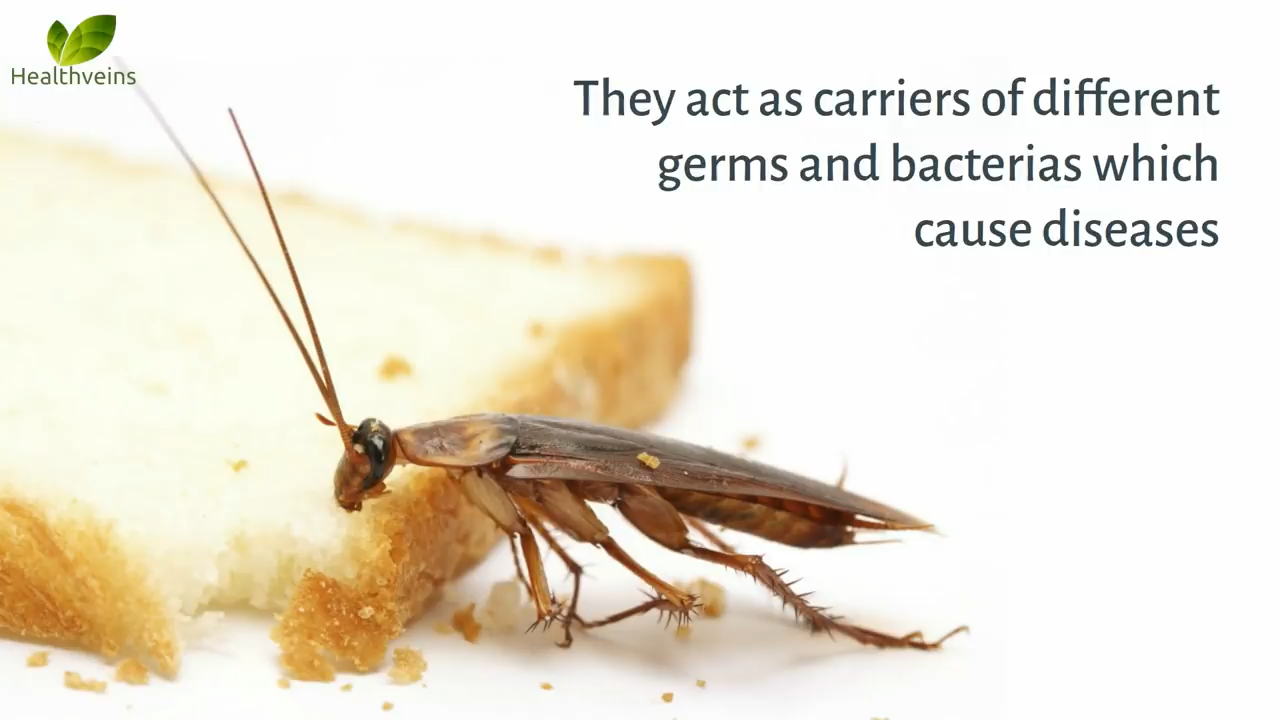 Healthveins
They act as carriers of different
germs and bacterias which
cause diseases